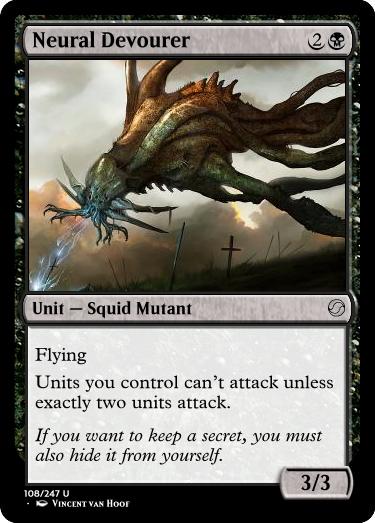 Neural Devourer 2
Unit — Squid Mutant
Flying
Units you control can't attack unless
exactly two units attack.
If you want to keep a secret, you must
also hide it from yourself.
3/3
108/247 U
· Vincent van Hoof